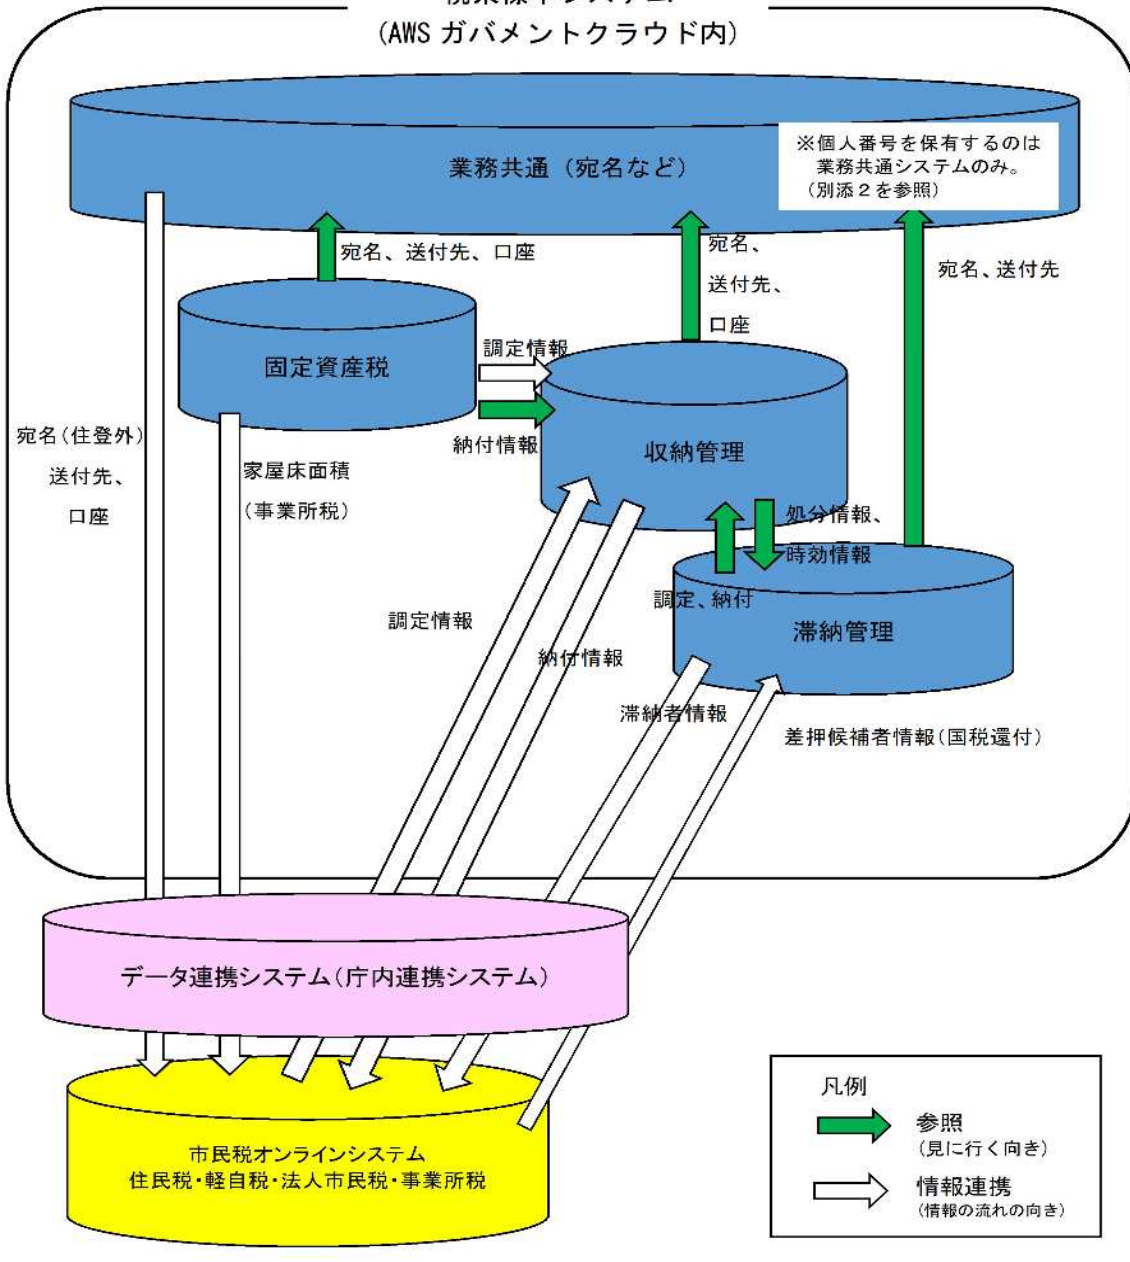 (AWS ガバメントクラウド内)
業務共通（宛名など）
※個人番号を保有するのは
業務共通システムのみ。
（別添２を参照）
宛名、送付先、口座
宛名、
送付先、
口座
宛名、送付先
固定資産税
調定情報
納付情報
収納管理
宛名(住登外)
送付先、
口座
家屋床面積
（事業所税）
処分情報、
時効情報
調定、納付
滞納管理
調定情報
納付情報
滞納者情報
差押候補者情報(国税還付)
データ連携システム(庁内連携システム)
市民税オンラインシステム
住民税・軽自税・法人市民税・事業所税
凡例
参照
(見に行く向き)
情報連携
(情報の流れの向き)